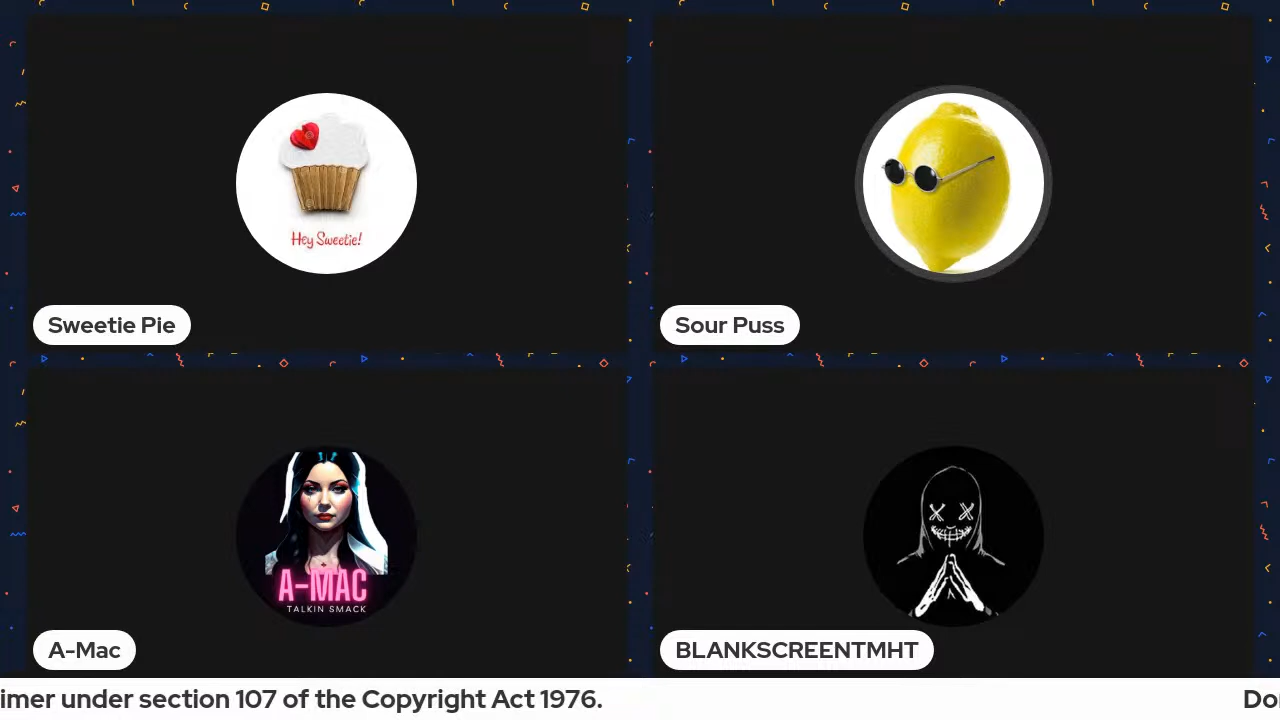 Hey Sweetie!
Sweetie Pie
Sour Puss
A-MAC
TALKIN SMACK
A-Mac
BLANKSCREENTMHT
imer under section 107 of the Copyright Act 1976.
Do